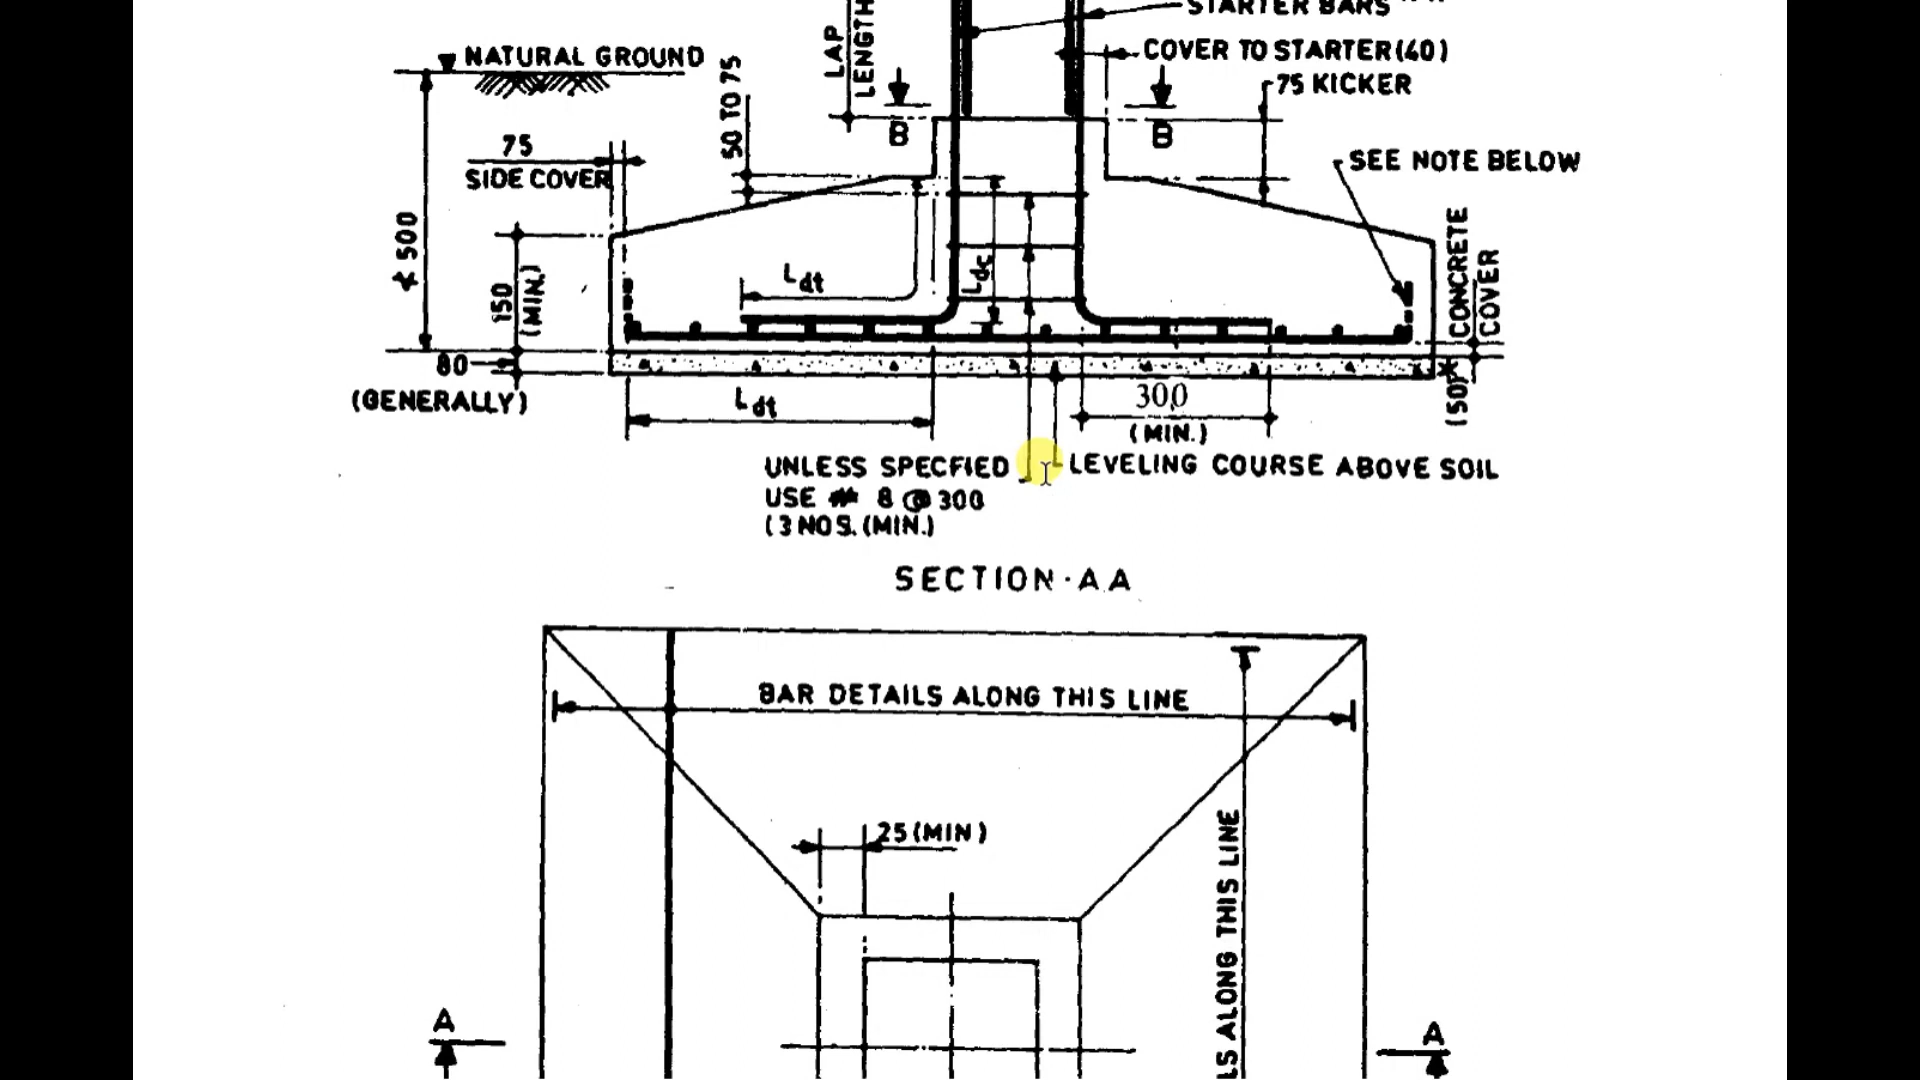 STARTER BARS
LAP LENGTH
NATURAL GROUND
COVER TO STARTER (40)
50 TO 75
75 KICKER
B
B
75
SIDE COVER
SEE NOTE BELOW
500
150 (MIN.)
Ldt
Ldc
CONCRETE COVER
80
(GENERALLY)
Ldt
300
(MIN.)
(50)
UNLESS SPECFIED
LEVELING COURSE ABOVE SOIL
USE # 8 @ 300
(3 NOS. (MIN.)
SECTION·AA
BAR DETAILS ALONG THIS LINE
25 (MIN)
LS ALONG THIS LINE
A
A